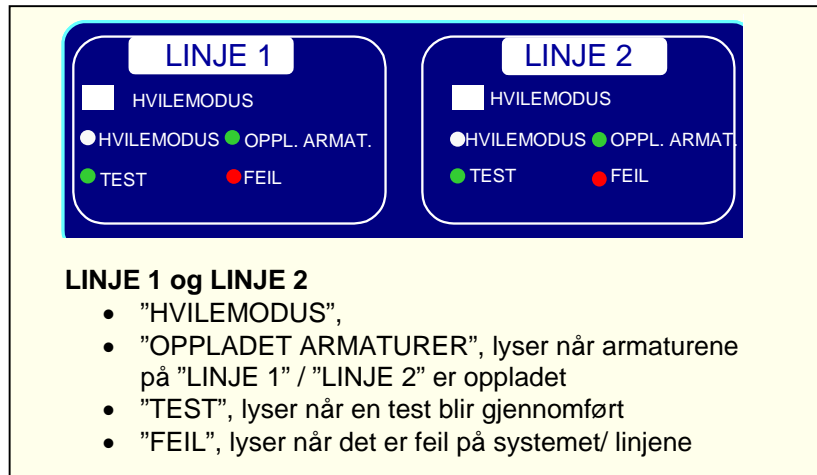 LINJE 1
HVILEMODUS
HVILEMODUS OPPL. ARMAT.
TEST FEIL
LINJE 2
HVILEMODUS
HVILEMODUS OPPL. ARMAT.
TEST FEIL
LINJE 1 og LINJE 2
• ”HVILEMODUS”,
• ”OPPLADET ARMATURER”, lyser når armaturene
på ”LINJE 1” / ”LINJE 2” er oppladet
• ”TEST”, lyser når en test blir gjennomført
• ”FEIL”, lyser når det er feil på systemet/ linjene